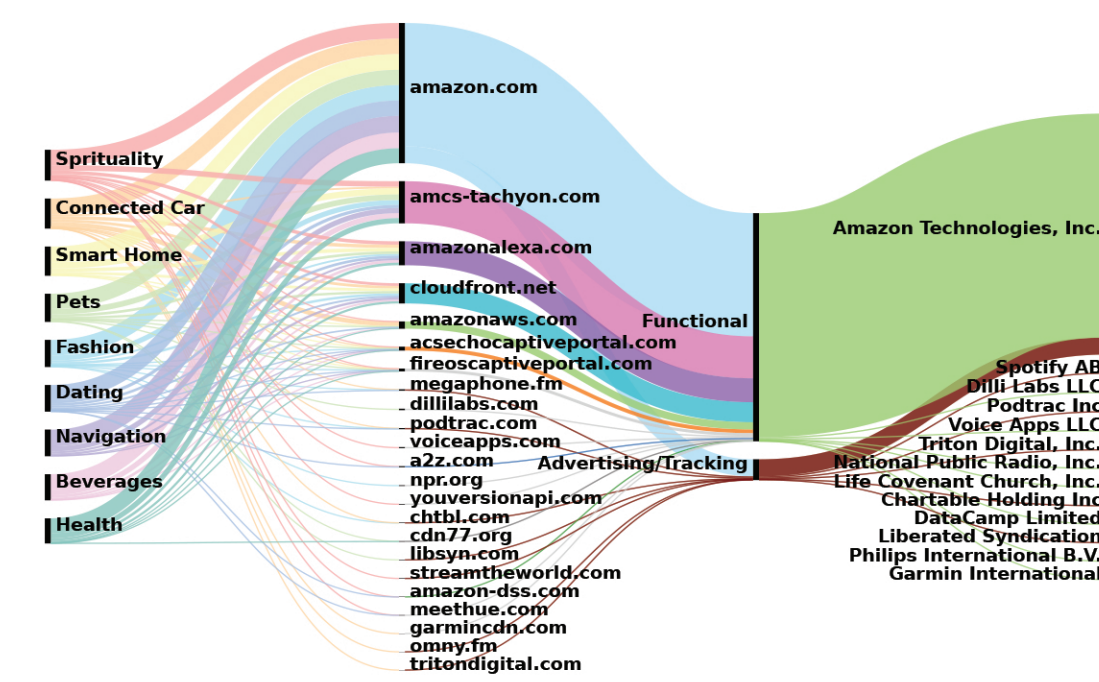 Sprituality
Connected Car
Smart Home
Pets
Fashion
Dating
Navigation
Beverages
Health
amazon.com
amcs-tachyon.com
amazonalexa.com
cloudfront.net
amazonaws.com
acsechocaptiveportal.com
fireoscaptiveportal.com
megaphone.fm
dillilabs.com
podtrac.com
voiceapps.com
a2z.com
npr.org
youversionapi.com
chtbl.com
cdn77.org
libsyn.com
streamtheworld.com
amazon-dss.com
meethue.com
garmincdn.com
omny.fm
tritondigital.com
Functional
Advertising/Tracking
Amazon Technologies, Inc.
Spotify AB
Dilli Labs LLC
Podtrac Inc
Voice Apps LLC
Triton Digital, Inc.
National Public Radio, Inc.
Life Covenant Church, Inc.
Chartable Holding Inc
DataCamp Limited
Liberated Syndication
Philips International B.V.
Garmin International